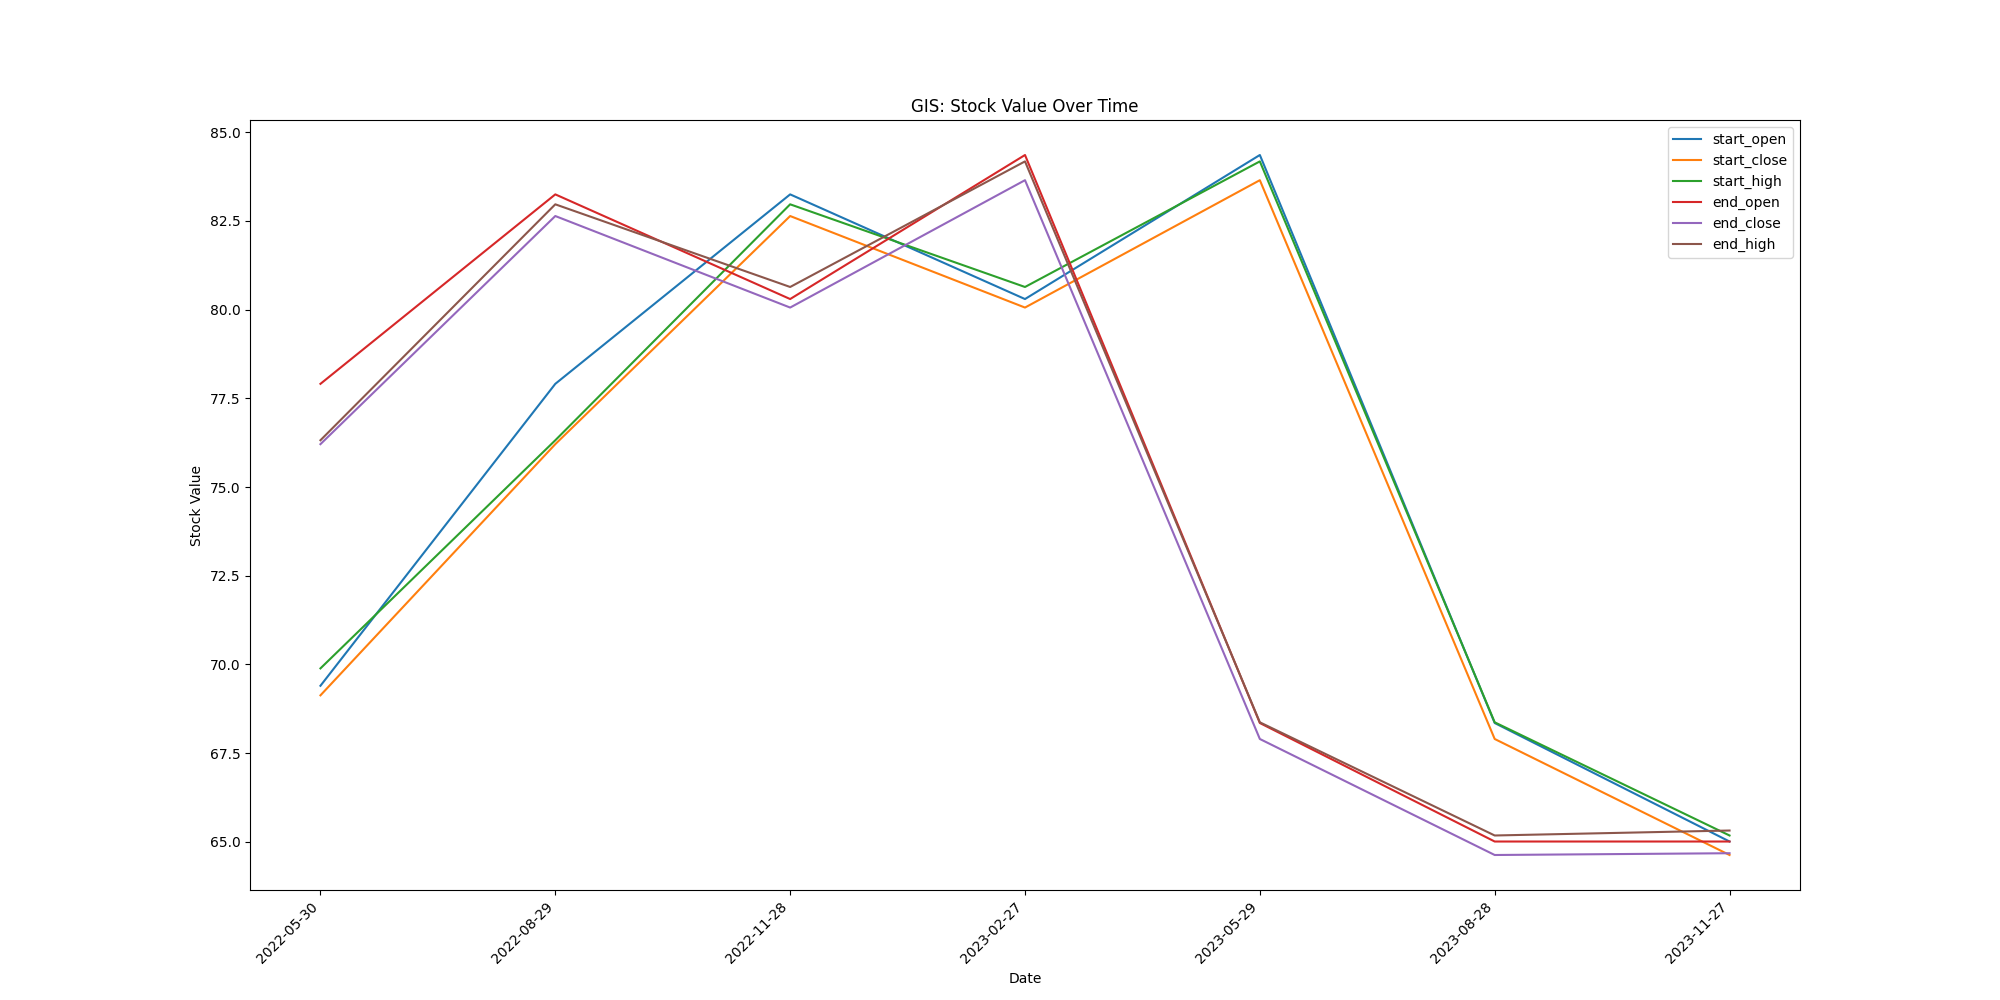 GIS: Stock Value Over Time
85.0
82.5
80.0
77.5
75.0
72.5
70.0
67.5
65.0
Stock Value
start_open
start_close
start_high
end_open
end_close
end_high
2022-05-30
2022-08-29
2022-11-28
2023-02-27
2023-05-29
2023-08-28
2023-11-27
Date